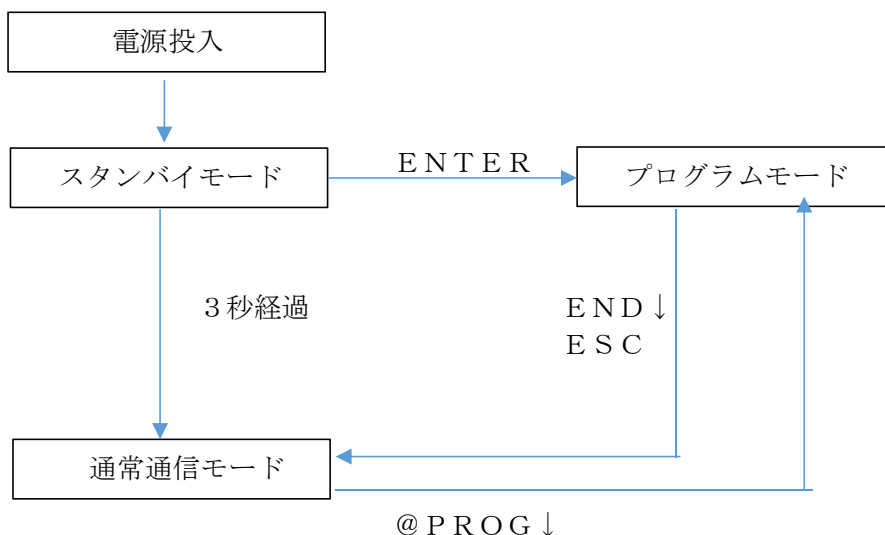 電源投入
スタンバイモード
ＥＮＴＥＲ
プログラムモード
３秒経過
ＥＮＤ↓
ＥＳＣ
通常通信モード
＠ＰＲＯＧ↓